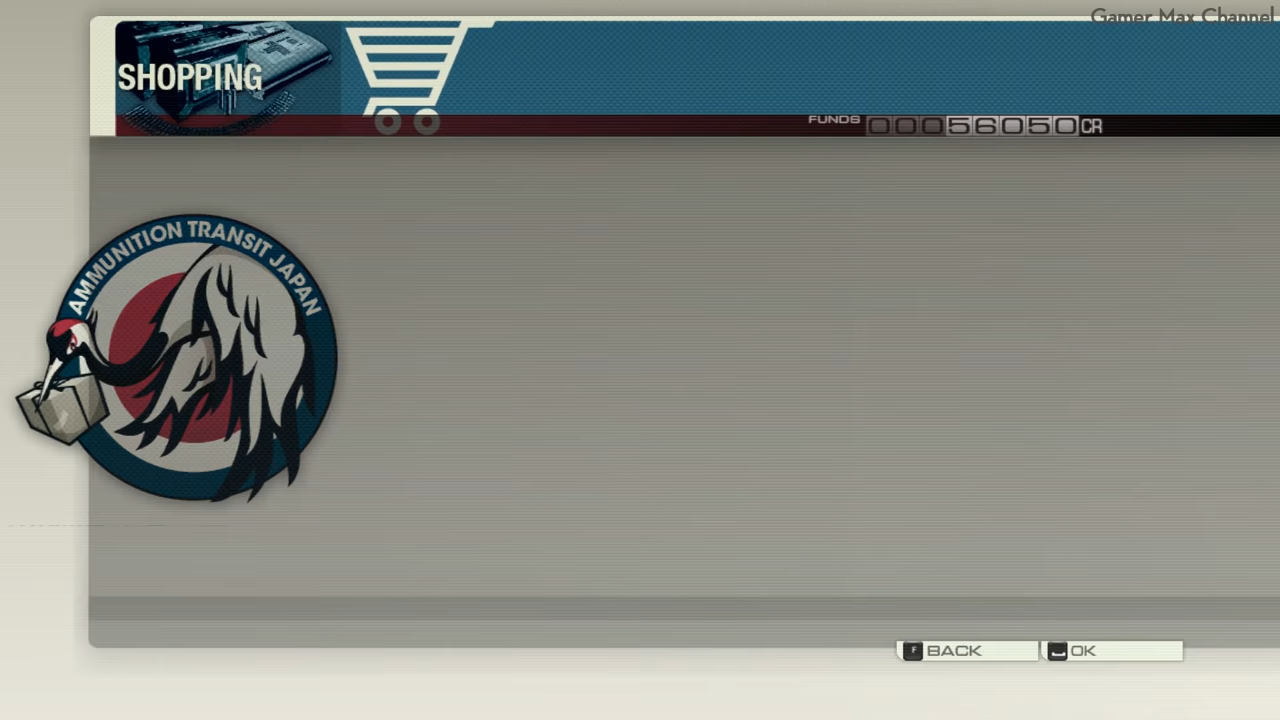 Gamer Max Channel
SHOPPING
FUNDS 00056050CR
AMMUNITION TRANSIT JAPAN
F BACK OK